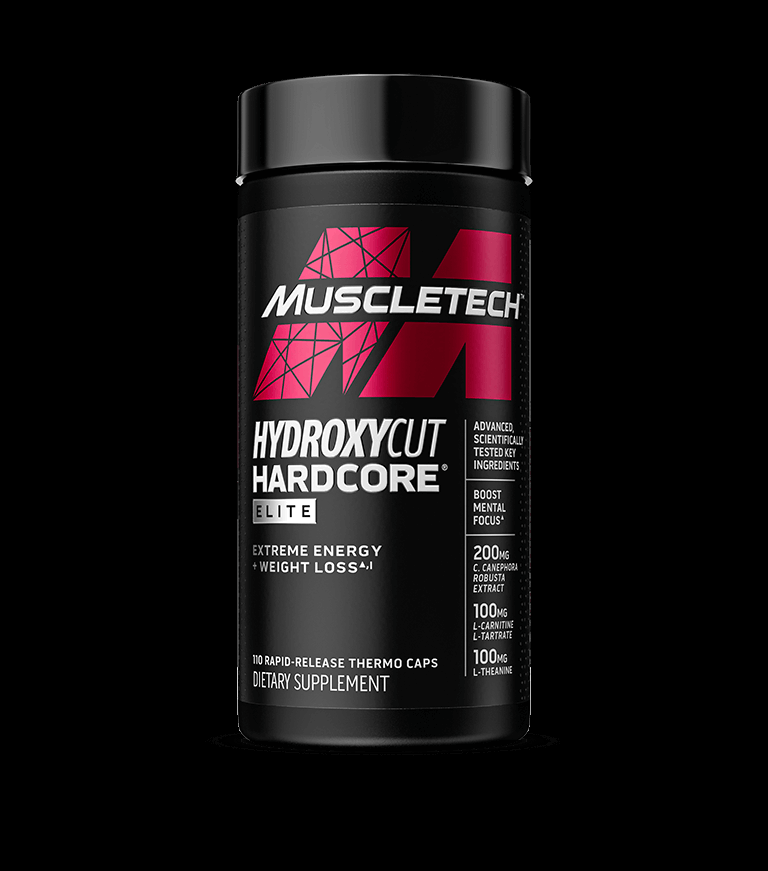 MUSCLETECH™
HYDROXYCUT
HARDCORE®
ELITE
EXTREME ENERGY
+ WEIGHT LOSS▲,I
110 RAPID-RELEASE THERMO CAPS
DIETARY SUPPLEMENT
ADVANCED,
SCIENTIFICALLY
TESTED KEY
INGREDIENTS
BOOST
MENTAL
FOCUS▲
200MG
C. CANEPHORA
ROBUSTA
EXTRACT
100MG
L-CARNITINE
L-TARTRATE
100MG
L-THEANINE